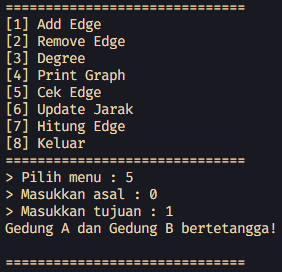 ==============================
[1] Add Edge
[2] Remove Edge
[3] Degree
[4] Print Graph
[5] Cek Edge
[6] Update Jarak
[7] Hitung Edge
[8] Keluar
==============================
> Pilih menu : 5
> Masukkan asal : 0
> Masukkan tujuan : 1
Gedung A dan Gedung B bertetangga!
==============================